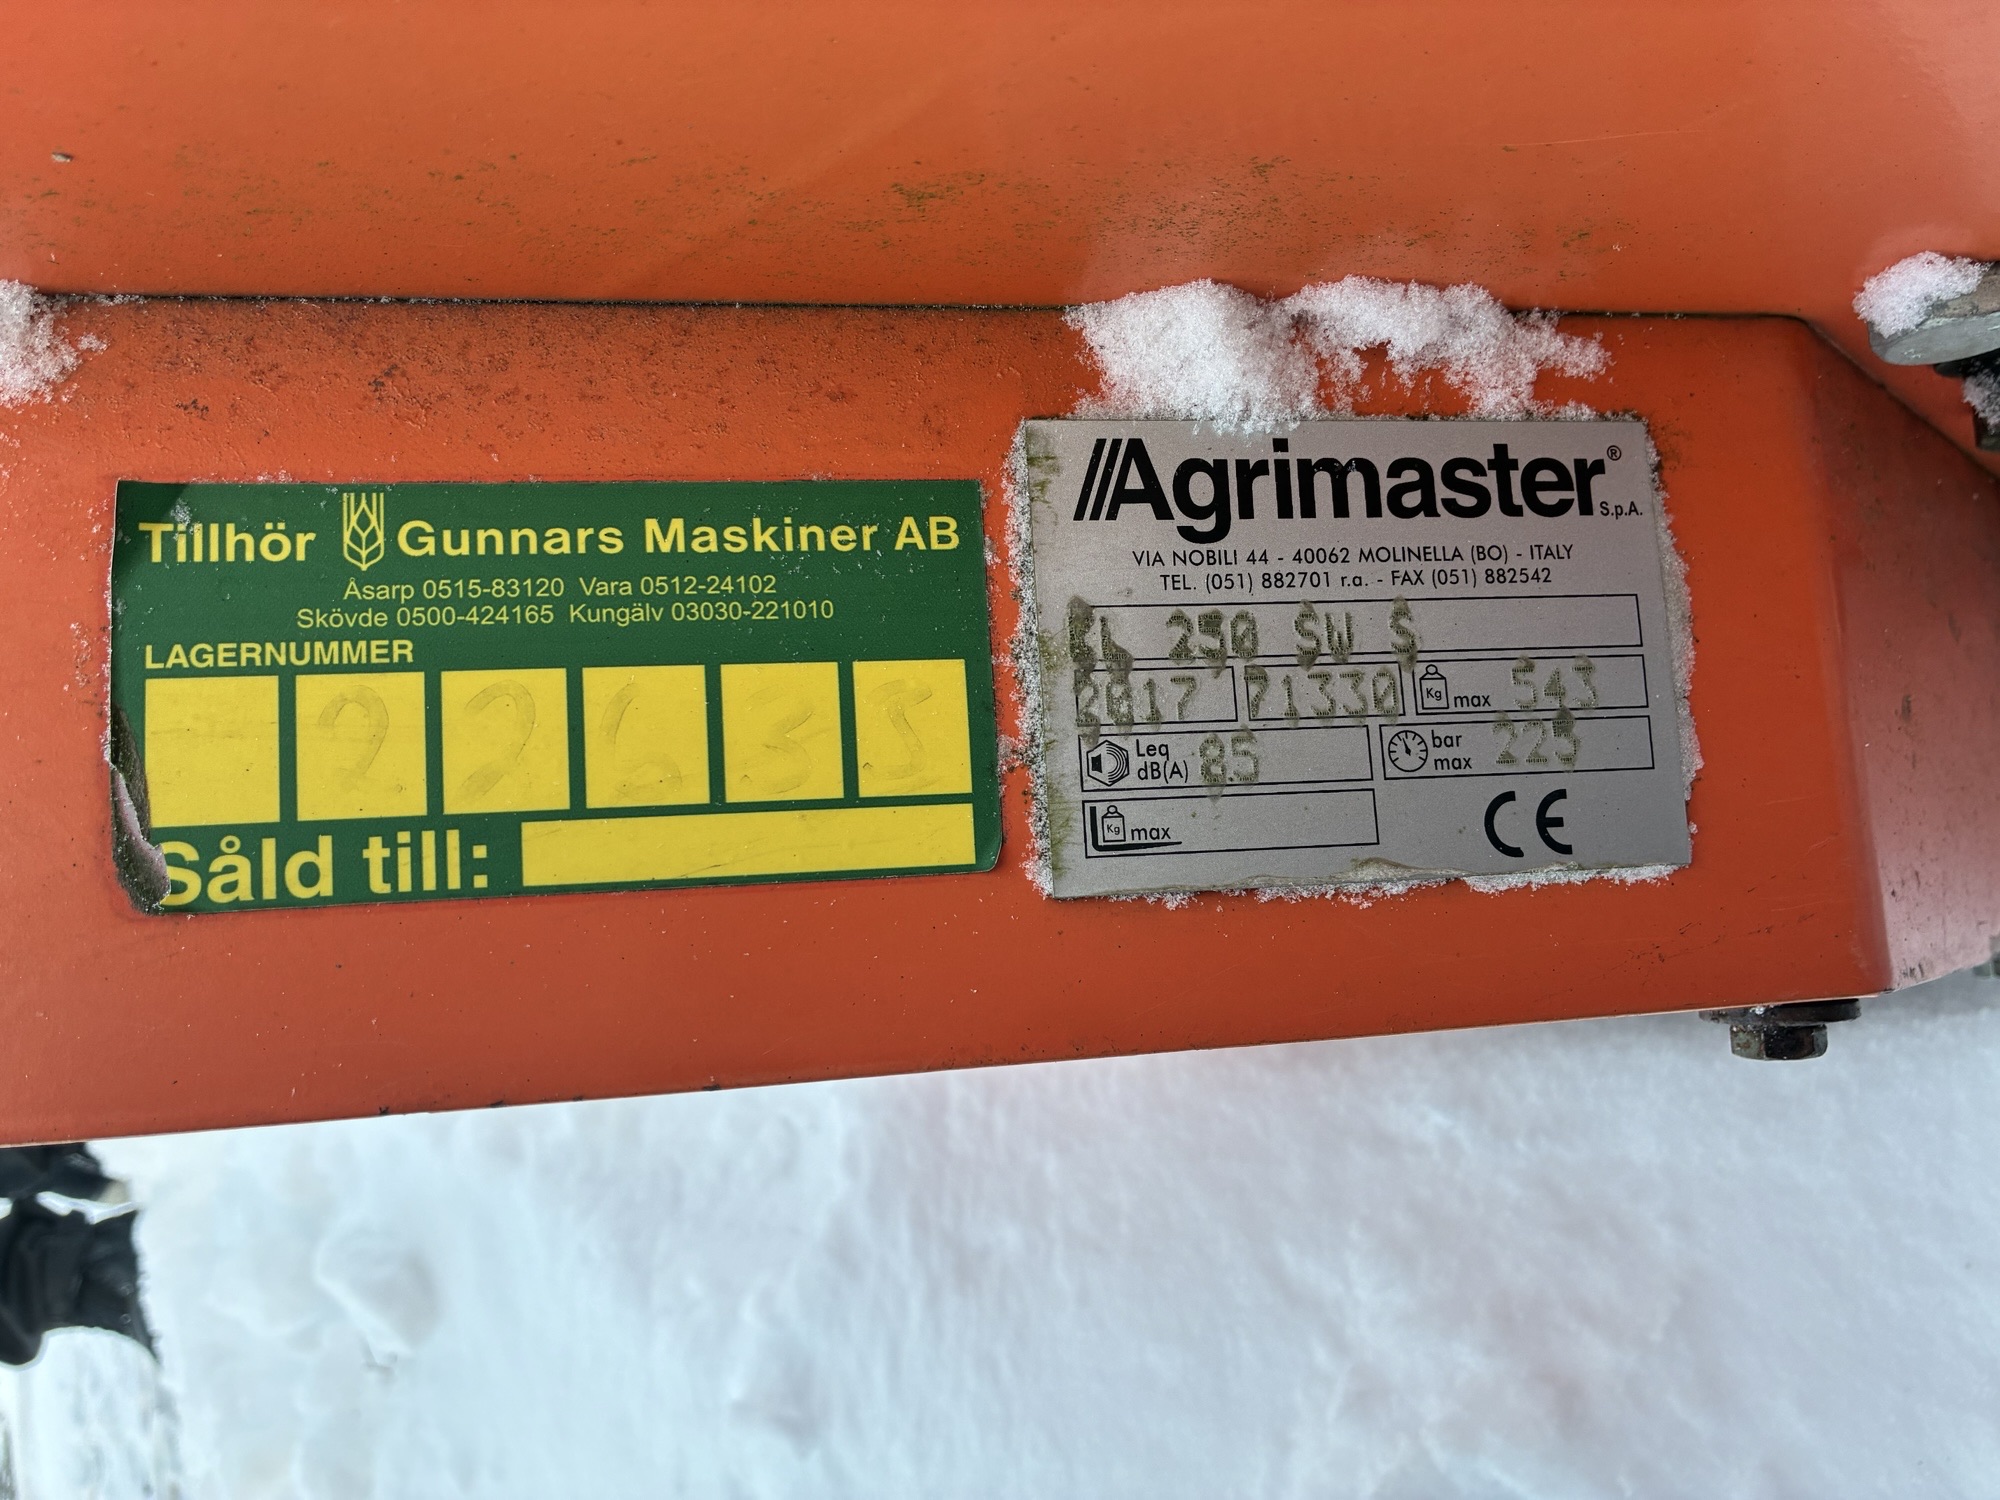 Tillhör Gunnars Maskiner AB
Åsarp 0515-83120 Vara 0512-24102
Skövde 0500-424165 Kungälv 03030-221010
LAGERNUMMER
22635
Såld till:
Agrimaster® S.p.A.
VIA NOBILI 44 - 40062 MOLINELLA (BO) - ITALY
TEL. (051) 882701 r.a. - FAX (051) 882542
250 SW S
2017 71330 Kg max 543
Leq dB(A) 85 bar max 225
Kg max CE